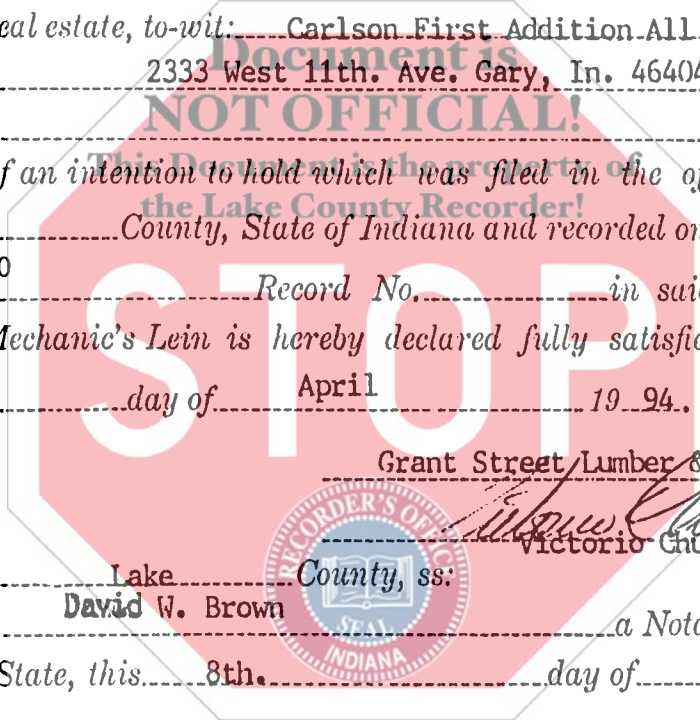 eal estate, to-wit: Carlson First Addition All
Document is
2333 West 11th. Ave. Gary, In. 46404
NOT OFFICIAL!
f an intention to hold which was filed in the
This Document is the property of
the Lake County Recorder!
County, State of Indiana and recorded on
Record No. in
STOP
Mechanic's Lein is hereby declared fully
day of April 19 94.
Grant Street Lumber &
Victorio
Lake County, ss:
David W. Brown
a
State, this 8th. day of
RECORDER'S OFFICE
SEAL
INDIANA